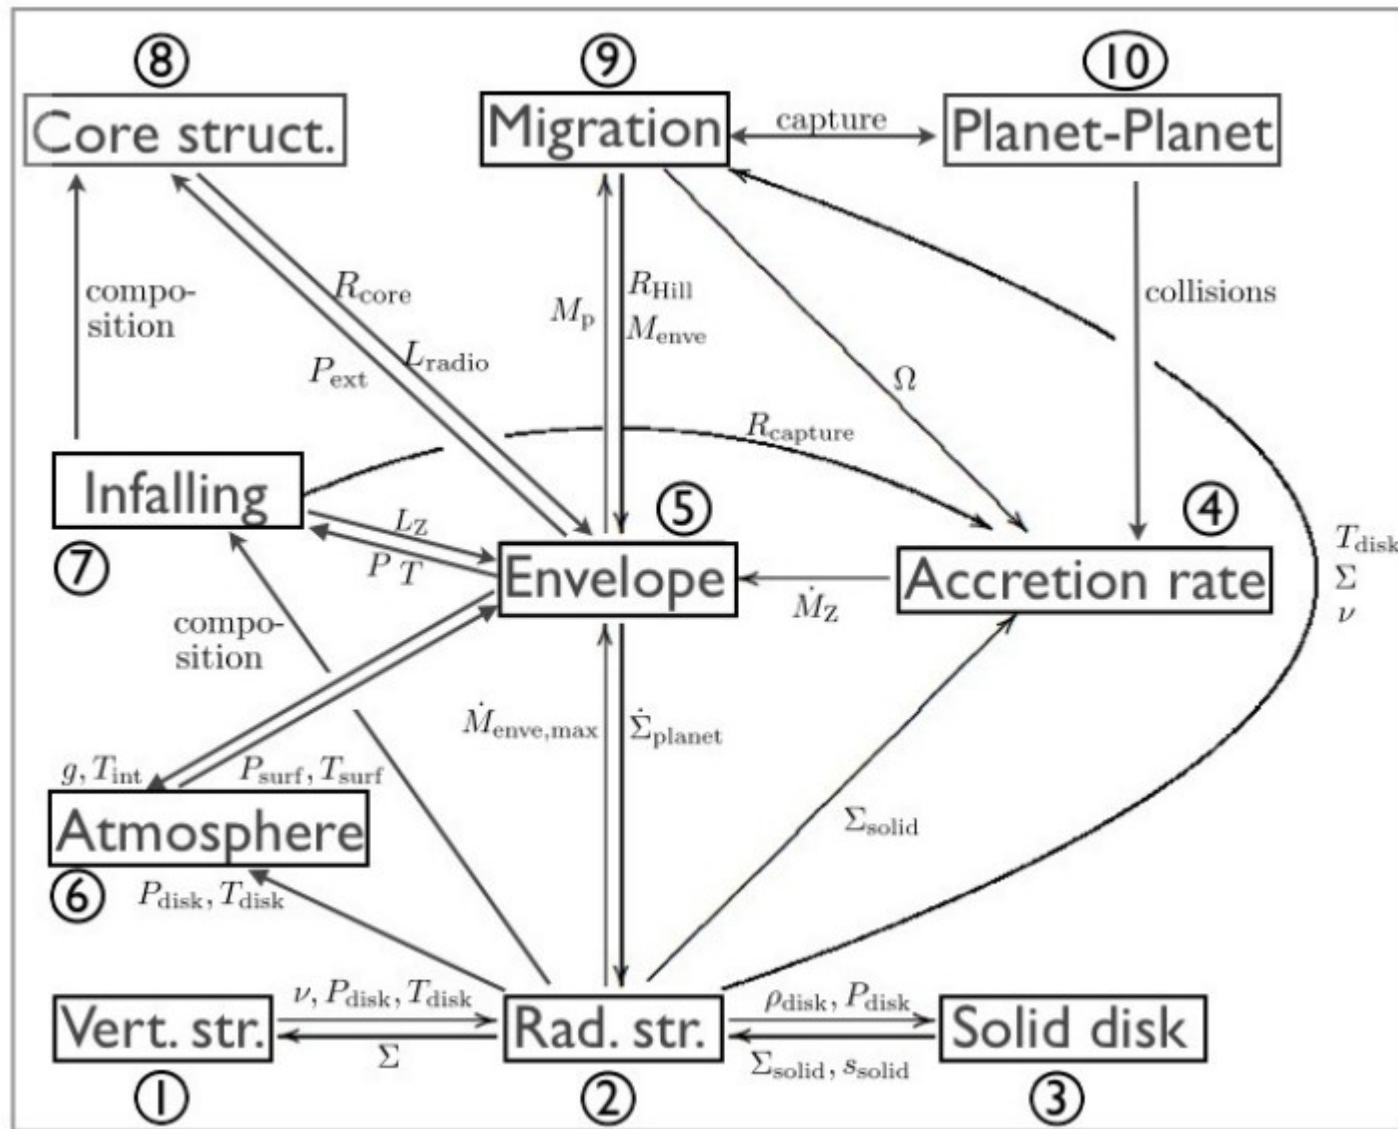 ⑧
⑨
⑩
Core struct.
Migration
capture
Planet-Planet
R_core
R_Hill
M_p
M_enve
compo-
sition
collisions
L_radio
P_ext
Ω
R_capture
Infalling
⑤
④
⑦
L_Z
P T
Envelope
Ṁ_Z
Accretion rate
T_disk
Σ
ν
compo-
sition
Ṁ_enve,max
Σ̇_planet
g, T_int
P_surf, T_surf
Atmosphere
Σ_solid
⑥
P_disk, T_disk
Vert. str.
ν, P_disk, T_disk
Σ
Rad. str.
ρ_disk, P_disk
Σ_solid, s_solid
Solid disk
①
②
③